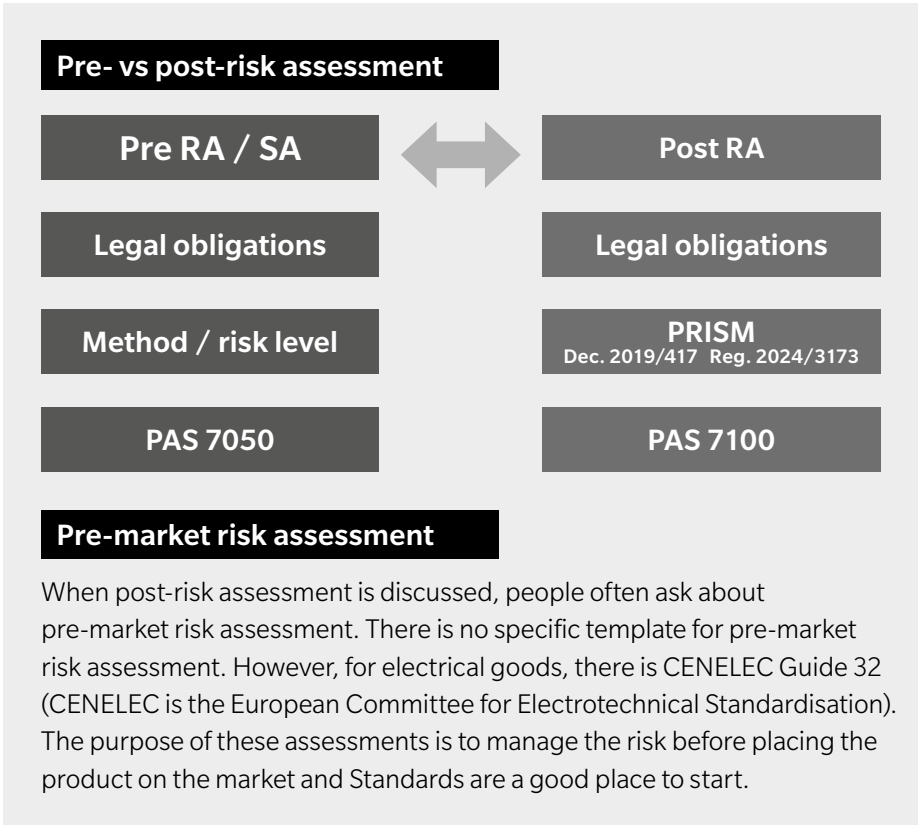 Pre- vs post-risk assessment
Pre RA / SA
Post RA
Legal obligations
Legal obligations
Method / risk level
PRISM
Dec. 2019/417 Reg. 2024/3173
PAS 7050
PAS 7100
Pre-market risk assessment
When post-risk assessment is discussed, people often ask about
pre-market risk assessment. There is no specific template for pre-market
risk assessment. However, for electrical goods, there is CENELEC Guide 32
(CENELEC is the European Committee for Electrotechnical Standardisation).
The purpose of these assessments is to manage the risk before placing the
product on the market and Standards are a good place to start.